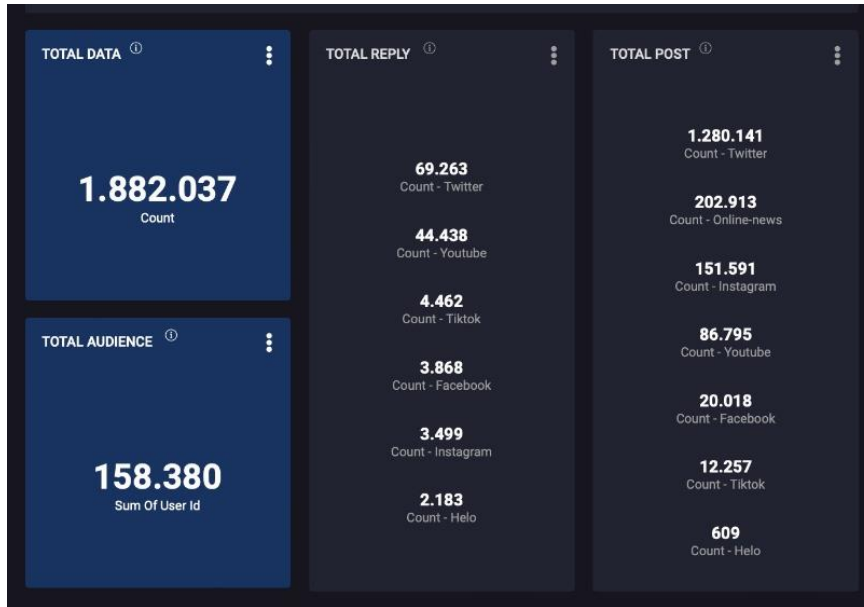 TOTAL DATA
1.882.037
Count
TOTAL AUDIENCE
158.380
Sum Of User Id
TOTAL REPLY
69.263
Count - Twitter
44.438
Count - Youtube
4.462
Count - Tiktok
3.868
Count - Facebook
3.499
Count - Instagram
2.183
Count - Helo
TOTAL POST
1.280.141
Count - Twitter
202.913
Count - Online-news
151.591
Count - Instagram
86.795
Count - Youtube
20.018
Count - Facebook
12.257
Count - Tiktok
609
Count - Helo